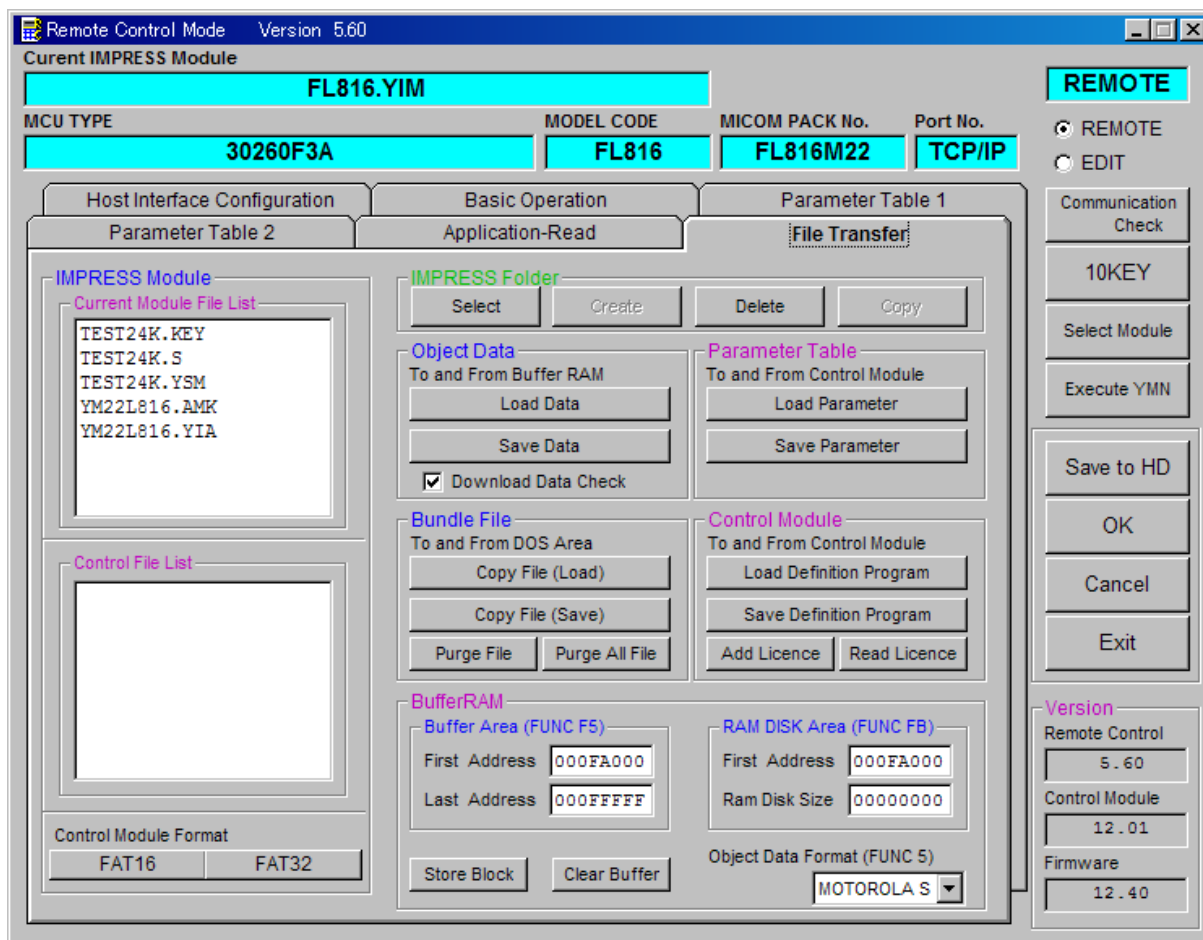 Remote Control Mode Version 5.60
Curent IMPRESS Module
FL816.YIM
REMOTE
MCU TYPE
MODEL CODE
MICOM PACK No.
Port No.
30260F3A
FL816
FL816M22
TCP/IP
REMOTE
EDIT
Host Interface Configuration
Basic Operation
Parameter Table 1
Parameter Table 2
Application-Read
File Transfer
Communication
Check
10KEY
Select Module
Execute YMN
IMPRESS Module
Current Module File List
TEST24K.KEY
TEST24K.S
TEST24K.YSM
YM22L816.AMK
YM22L816.YIA
Control File List
Control Module Format
FAT16
FAT32
IMPRESS Folder
Select
Create
Delete
Copy
Object Data
To and From Buffer RAM
Load Data
Save Data
Download Data Check
Parameter Table
To and From Control Module
Load Parameter
Save Parameter
Bundle File
To and From DOS Area
Copy File (Load)
Copy File (Save)
Purge File
Purge All File
Control Module
To and From Control Module
Load Definition Program
Save Definition Program
Add Licence
Read Licence
BufferRAM
Buffer Area (FUNC F5)
First Address 000FA000
Last Address 000FFFFF
RAM DISK Area (FUNC FB)
First Address 000FA000
Ram Disk Size 00000000
Store Block
Clear Buffer
Object Data Format (FUNC 5)
MOTOROLA S
Save to HD
OK
Cancel
Exit
Version
Remote Control
5.60
Control Module
12.01
Firmware
12.40